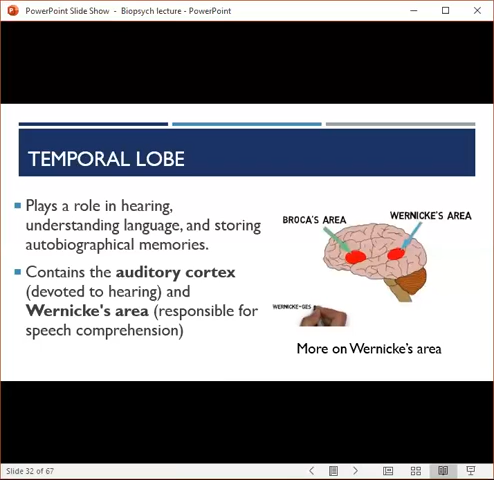 PowerPoint Slide Show - Biopsych lecture - PowerPoint
TEMPORAL LOBE
Plays a role in hearing,
understanding language, and storing
autobiographical memories.
Contains the auditory cortex
(devoted to hearing) and
Wernicke's area (responsible for
speech comprehension)
BROCA'S AREA
WERNICKE'S AREA
WERNICKE-GES
More on Wernicke's area
Slide 32 of 67